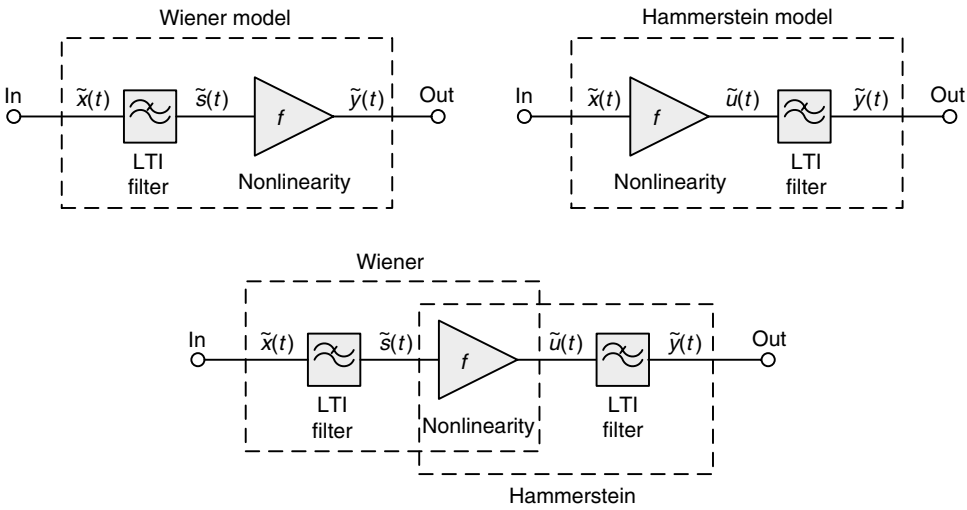 Wiener model
In x̃(t) s̃(t) ỹ(t) Out
f
LTI
filter
Nonlinearity
Hammerstein model
In x̃(t) ũ(t) ỹ(t) Out
f
Nonlinearity
LTI
filter
Wiener
In x̃(t) s̃(t) ũ(t) ỹ(t) Out
f
LTI
filter
Nonlinearity
LTI
filter
Hammerstein